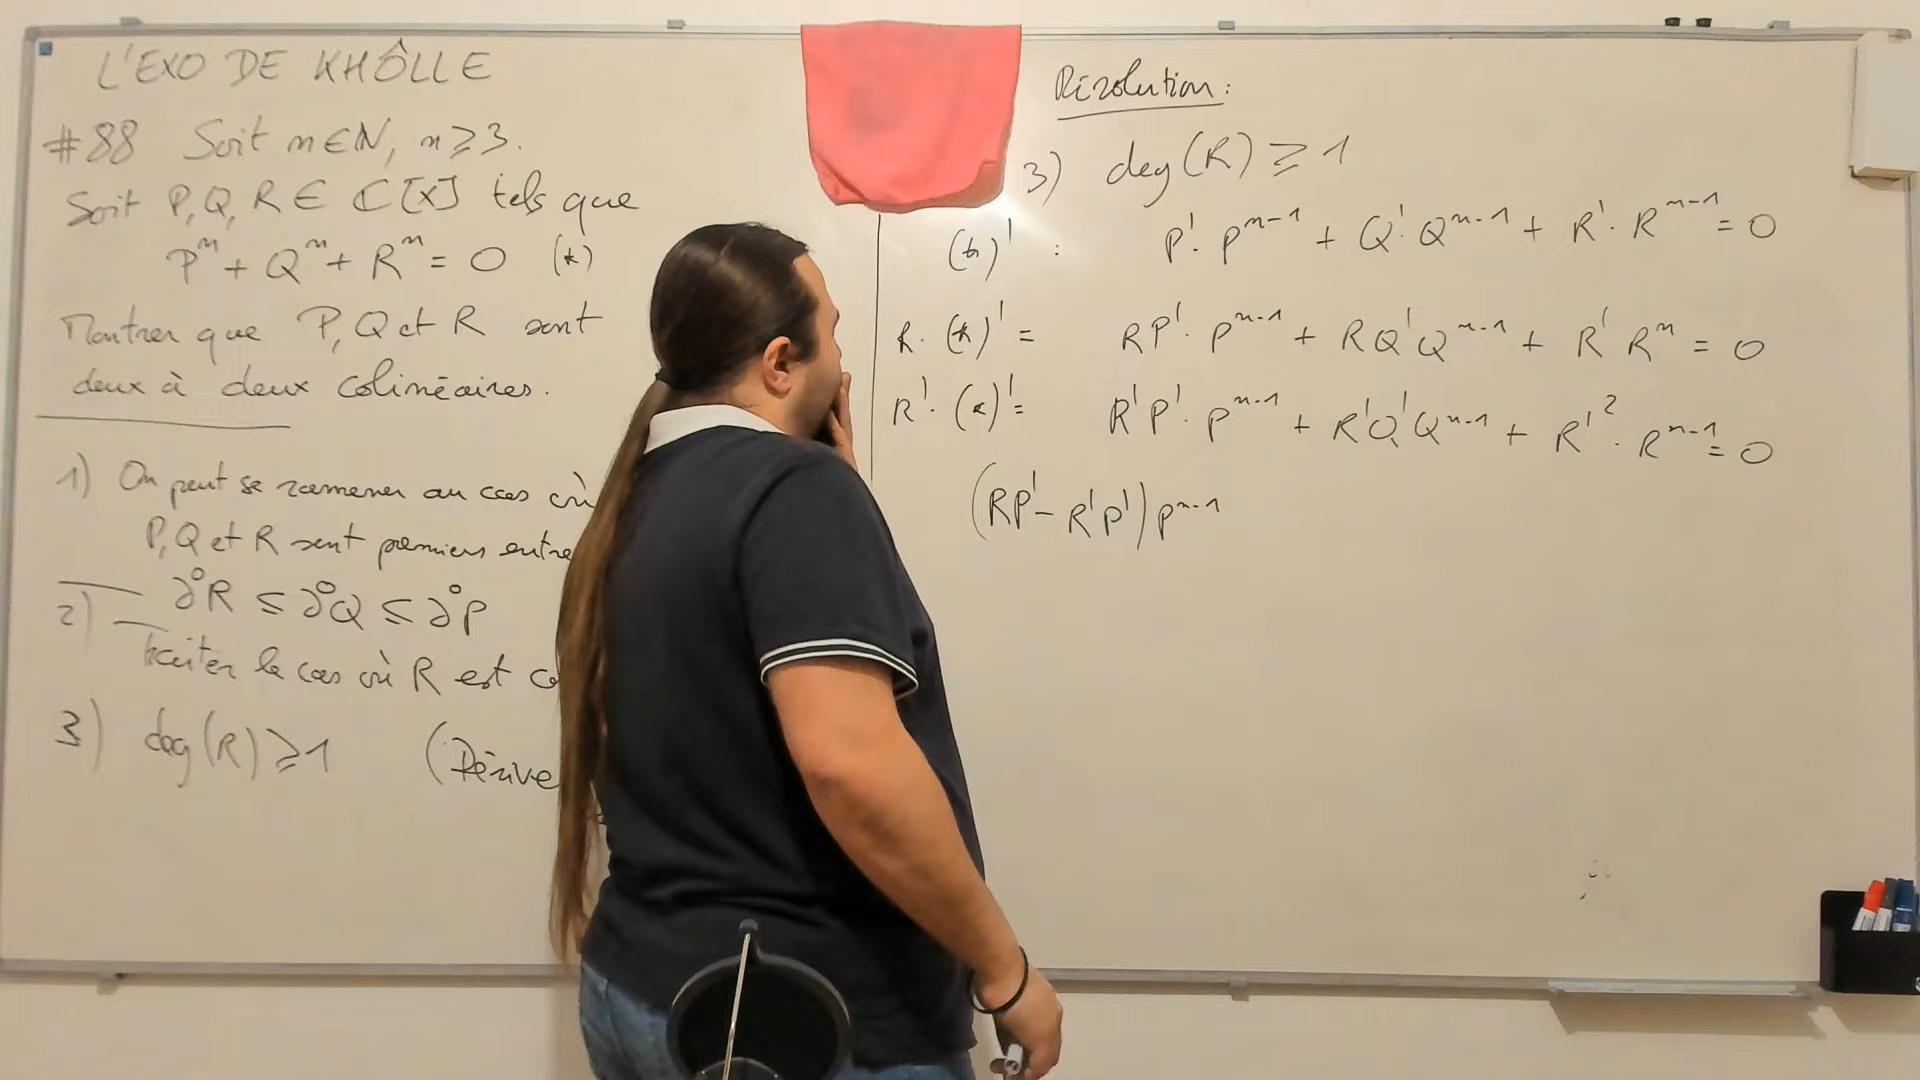 L'EXO DE KHÔLLE
#88 Soit n ∈ ℕ, n ≥ 3.
Soit P, Q, R ∈ ℂ[X] tels que
Pⁿ + Qⁿ + Rⁿ = 0 (*)
Montrer que P, Q et R sont
deux à deux colinéaires.
1) On peut se ramener au cas où
P, Q et R sont premiers entre
∂°R ≤ ∂°Q ≤ ∂°P
2)
traiter le cas où R est
3) deg(R) ≥ 1 (Dérive
Résolution :
3) deg(R) ≥ 1
(*)' : P'. Pⁿ⁻¹ + Q'. Qⁿ⁻¹ + R'. Rⁿ⁻¹ = 0
R. (*)' = RP'. Pⁿ⁻¹ + RQ'Qⁿ⁻¹ + R' Rⁿ = 0
R'. (*)' = R'P'. Pⁿ⁻¹ + R'Q'Qⁿ⁻¹ + R'². Rⁿ⁻¹ = 0
(RP' - R'P')Pⁿ⁻¹